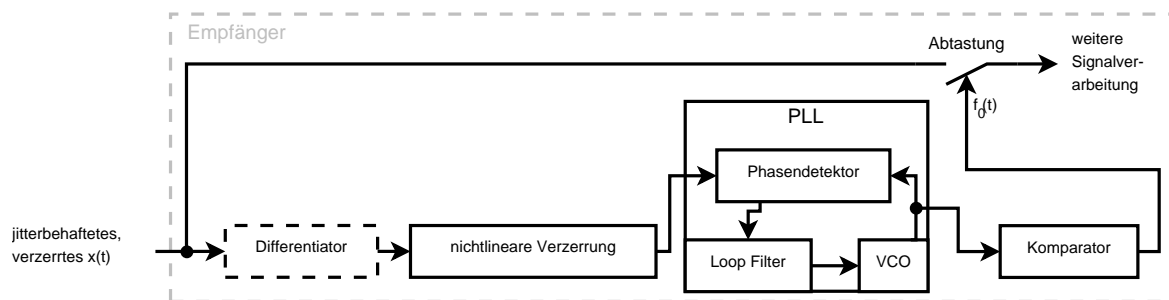 Empfänger
Abtastung
weitere
Signalver-
arbeitung
f0(t)
PLL
Phasendetektor
jitterbehaftetes,
verzerrtes x(t)
Differentiator
nichtlineare Verzerrung
Loop Filter
VCO
Komparator